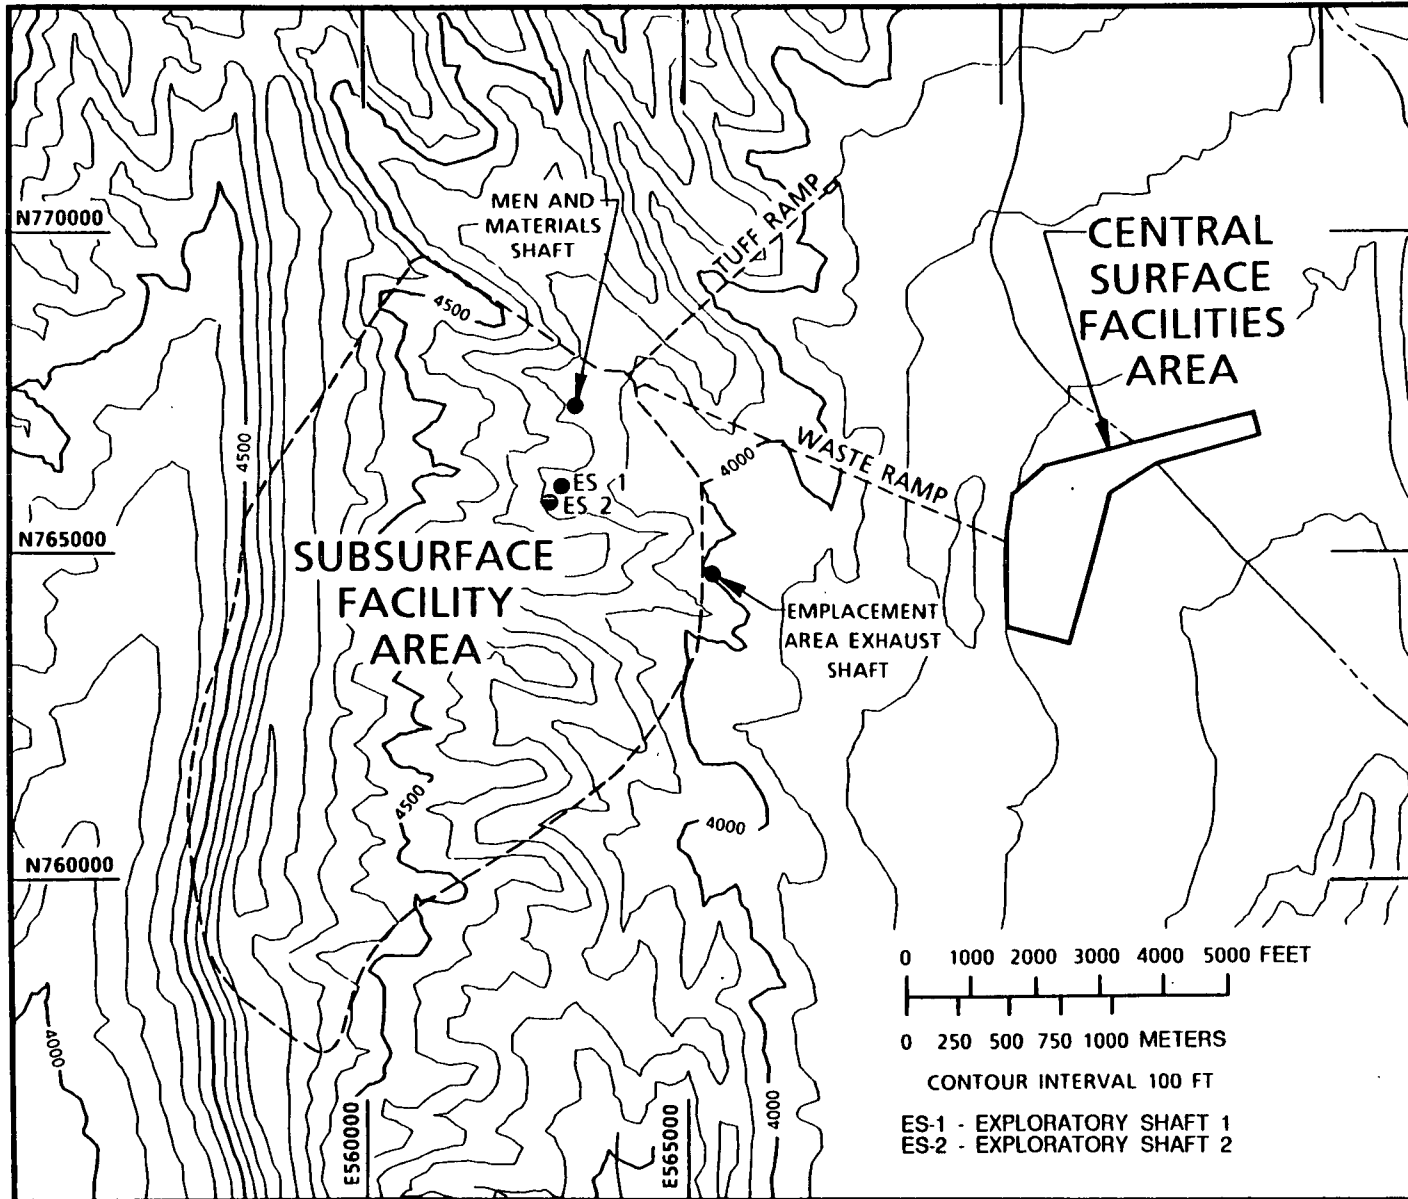 N770000
MEN AND
MATERIALS
SHAFT
TUFF RAMP
CENTRAL
SURFACE
FACILITIES
AREA
4500
4500
4000
WASTE RAMP
ES 1
ES 2
N765000
SUBSURFACE
FACILITY
AREA
EMPLACEMENT
AREA EXHAUST
SHAFT
4500
4000
N760000
0 1000 2000 3000 4000 5000 FEET
0 250 500 750 1000 METERS
CONTOUR INTERVAL 100 FT
ES-1 - EXPLORATORY SHAFT 1
ES-2 - EXPLORATORY SHAFT 2
4000
E560000
E565000
4000